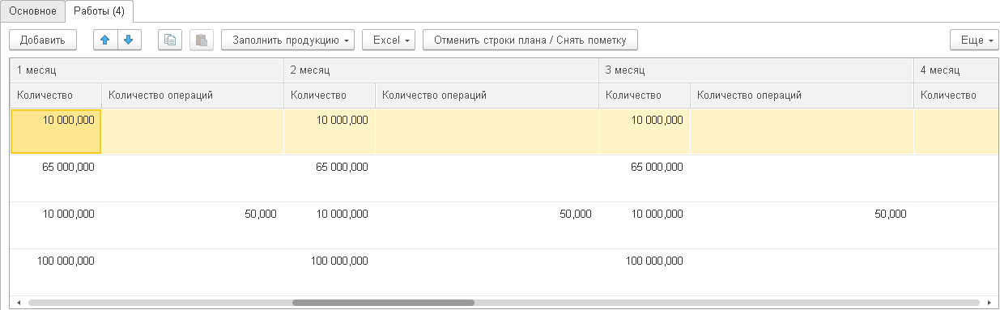 Основное Работы (4)
Добавить Заполнить продукцию Excel Отменить строки плана / Снять пометку Еще
1 месяц 2 месяц 3 месяц 4 месяц
Количество Количество операций Количество Количество операций Количество Количество операций Количество
10 000,000 10 000,000 10 000,000
65 000,000 65 000,000 65 000,000
10 000,000 50,000 10 000,000 50,000 10 000,000 50,000
100 000,000 100 000,000 100 000,000